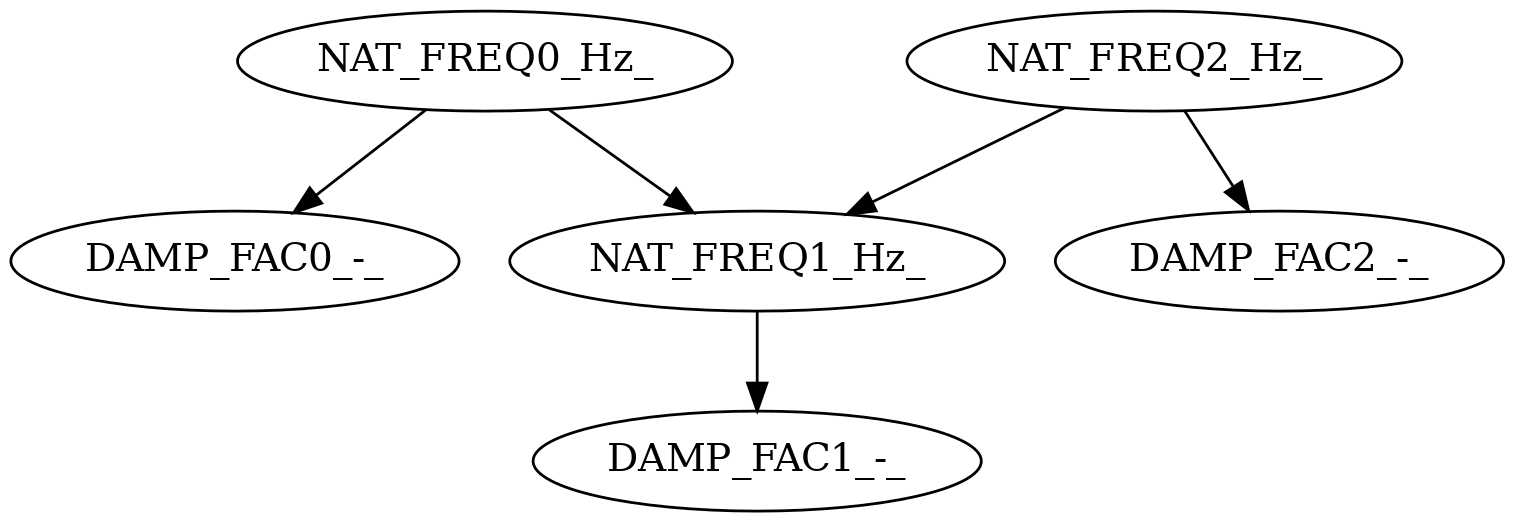 NAT_FREQ0_Hz_
NAT_FREQ2_Hz_
DAMP_FAC0_-_
NAT_FREQ1_Hz_
DAMP_FAC2_-_
DAMP_FAC1_-_